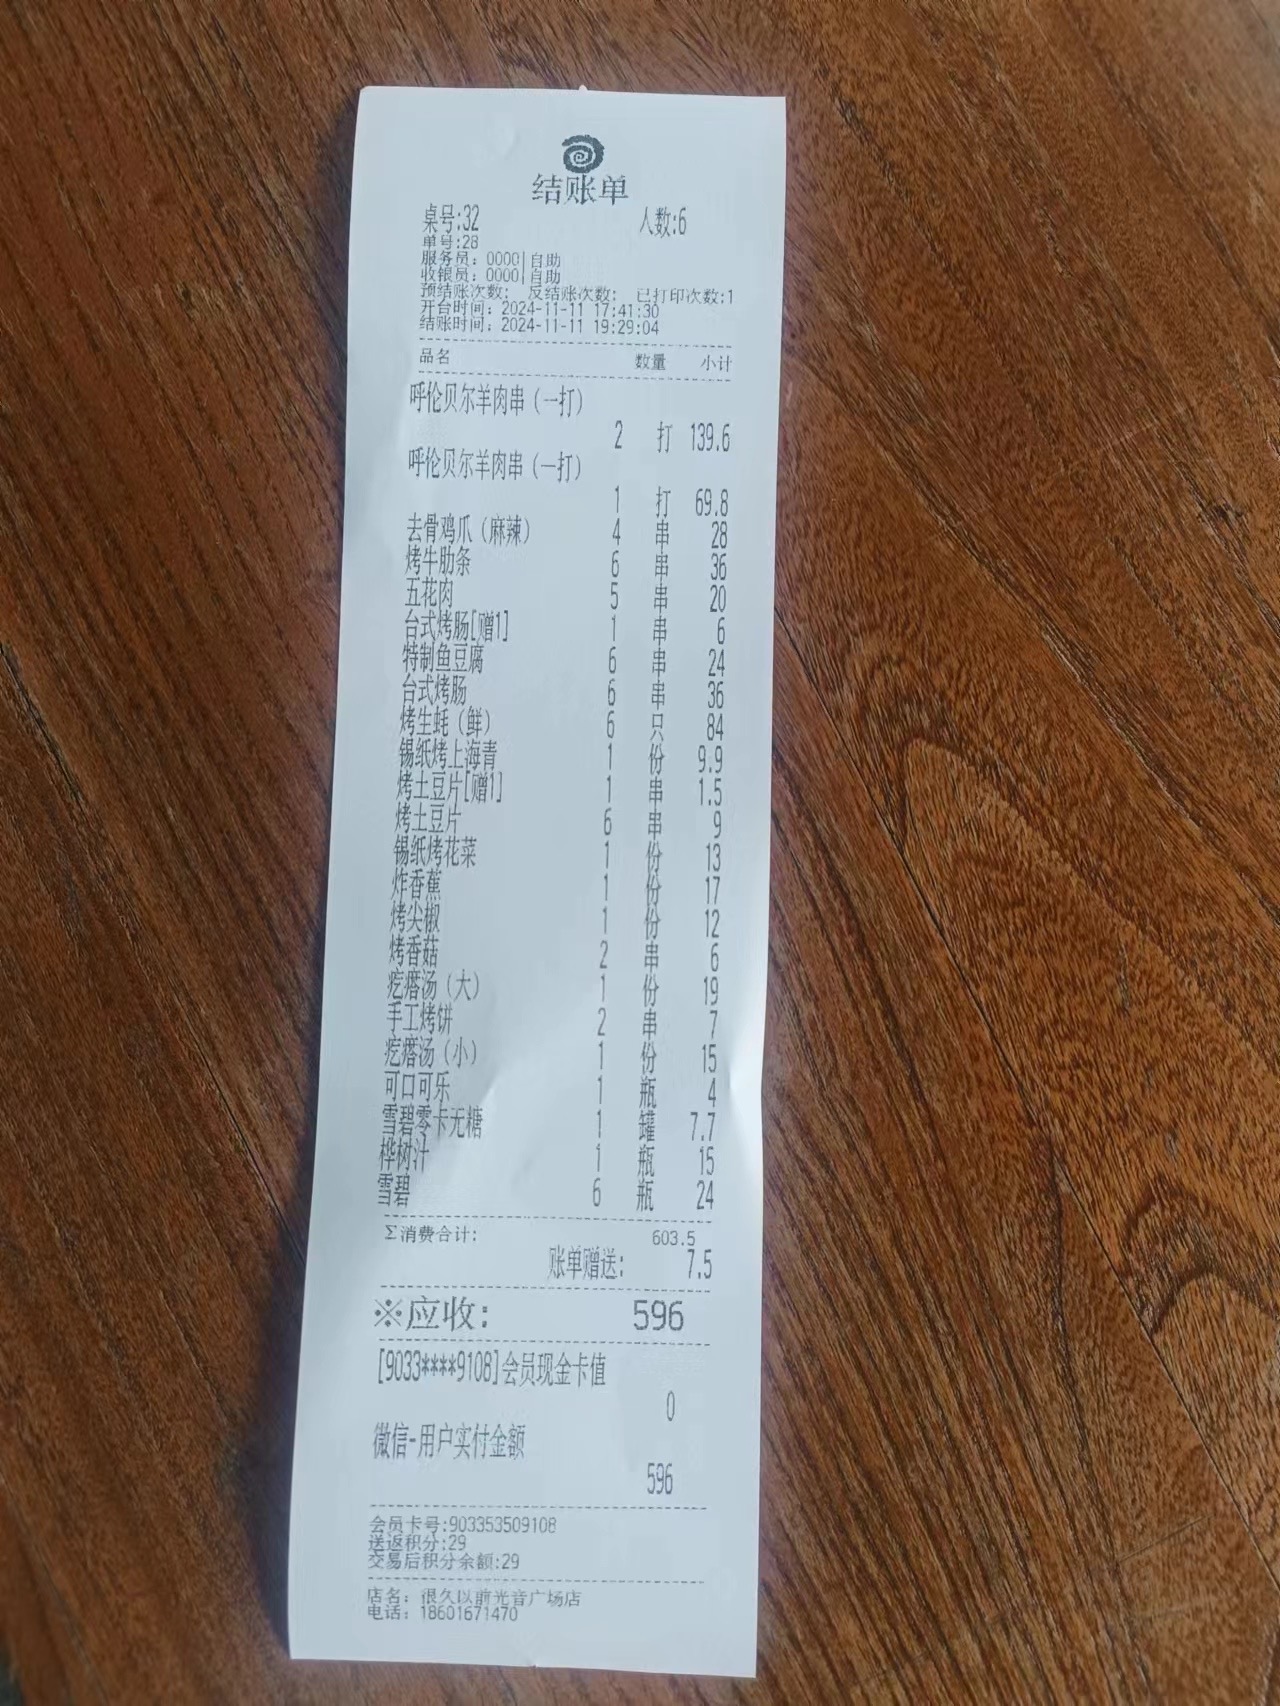 结账单
桌号:32 人数:6
单号:28
服务员: 0000|自助
收银员: 0000|自助
预结账次数: 反结账次数: 已打印次数:1
开台时间: 2024-11-11 17:41:30
结账时间: 2024-11-11 19:29:04
品名 数量 小计
呼伦贝尔羊肉串(一打)
2 打 139.6
呼伦贝尔羊肉串(一打)
1 打 69.8
去骨鸡爪(麻辣) 4 串 28
烤牛肋条 6 串 36
五花肉 5 串 20
台式烤肠[赠1] 1 串 6
特制鱼豆腐 6 串 24
台式烤肠 6 串 36
烤生蚝(鲜) 6 只 84
锡纸烤上海青 1 份 9.9
烤土豆片[赠1] 1 串 1.5
烤土豆片 6 串 9
锡纸烤花菜 1 份 13
炸香蕉 1 份 17
烤尖椒 1 份 12
烤香菇 2 串 6
疙瘩汤(大) 1 份 19
手工烤饼 2 串 7
疙瘩汤(小) 1 份 15
可口可乐 1 瓶 4
雪碧零卡无糖 1 罐 7.7
桦树汁 1 瓶 15
雪碧 6 瓶 24
Σ消费合计: 603.5
账单赠送: 7.5
※应收: 596
[9033****9108]会员现金卡值
0
微信-用户实付金额
596
会员卡号:903353509108
送返积分:29
交易后积分余额:29
店名: 很久以前光音广场店
电话: 18601671470